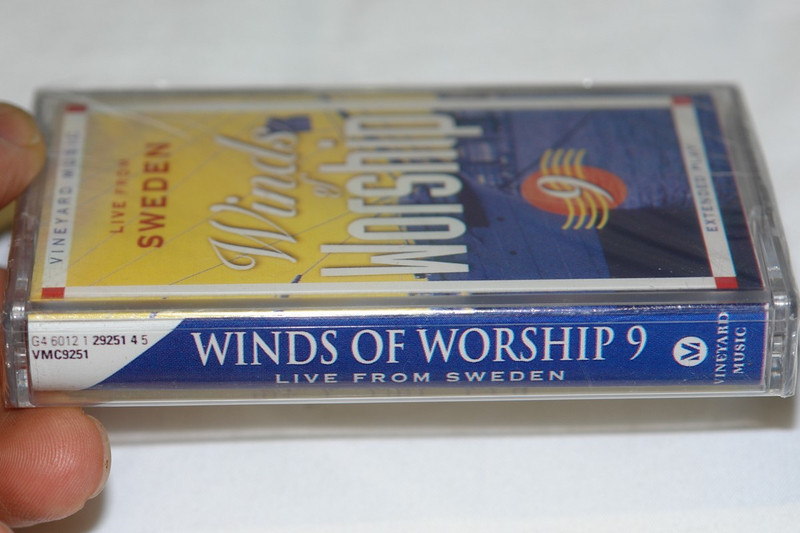 VINEYARD MUSIC
LIVE FROM
SWEDEN
Winds
of
Worship
9
EXTENDED PLAY
G4 6012 1 29251 4 5
VMC9251
WINDS OF WORSHIP 9
LIVE FROM SWEDEN
VINEYARD
MUSIC